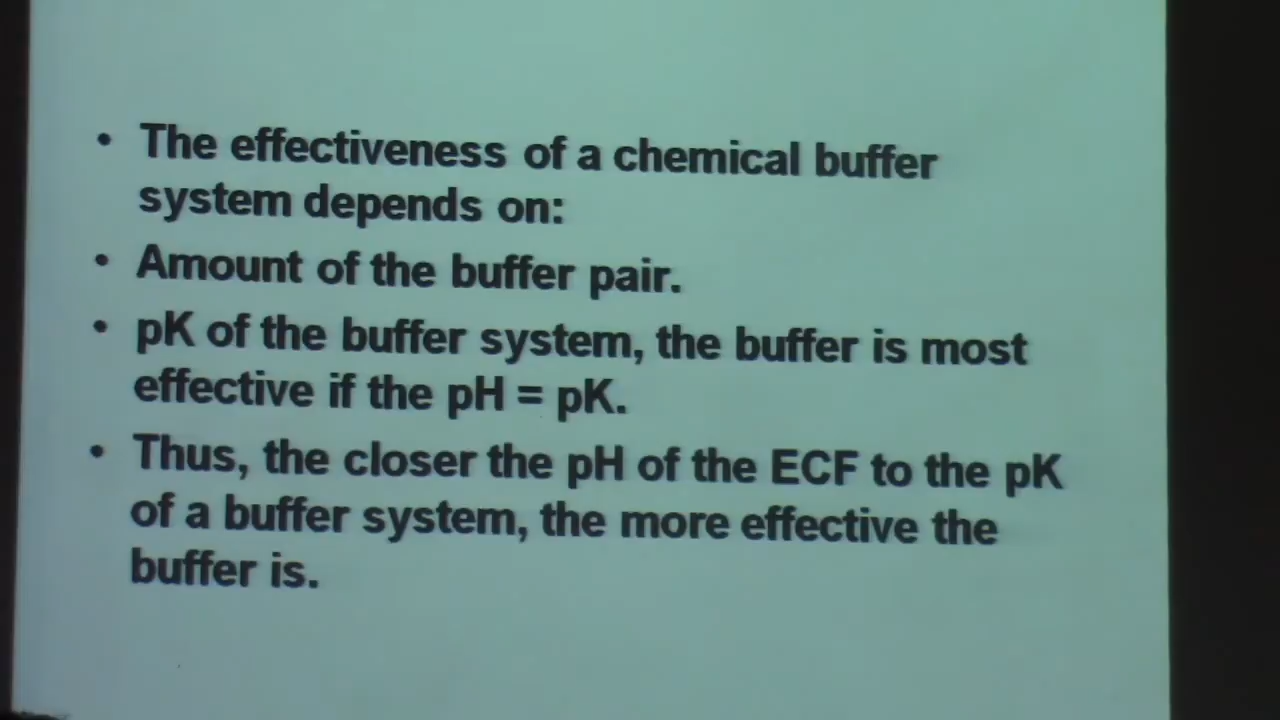 • The effectiveness of a chemical buffer
system depends on:
• Amount of the buffer pair.
• pK of the buffer system, the buffer is most
effective if the pH = pK.
• Thus, the closer the pH of the ECF to the pK
of a buffer system, the more effective the
buffer is.